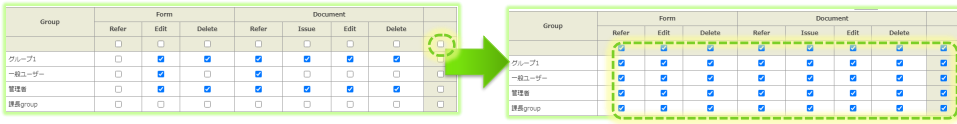 Group Form Document
Refer Edit Delete Refer Issue Edit Delete
グループ1
一般ユーザー
管理者
課長group
Group Form Document
Refer Edit Delete Refer Issue Edit Delete
グループ1
一般ユーザー
管理者
課長group